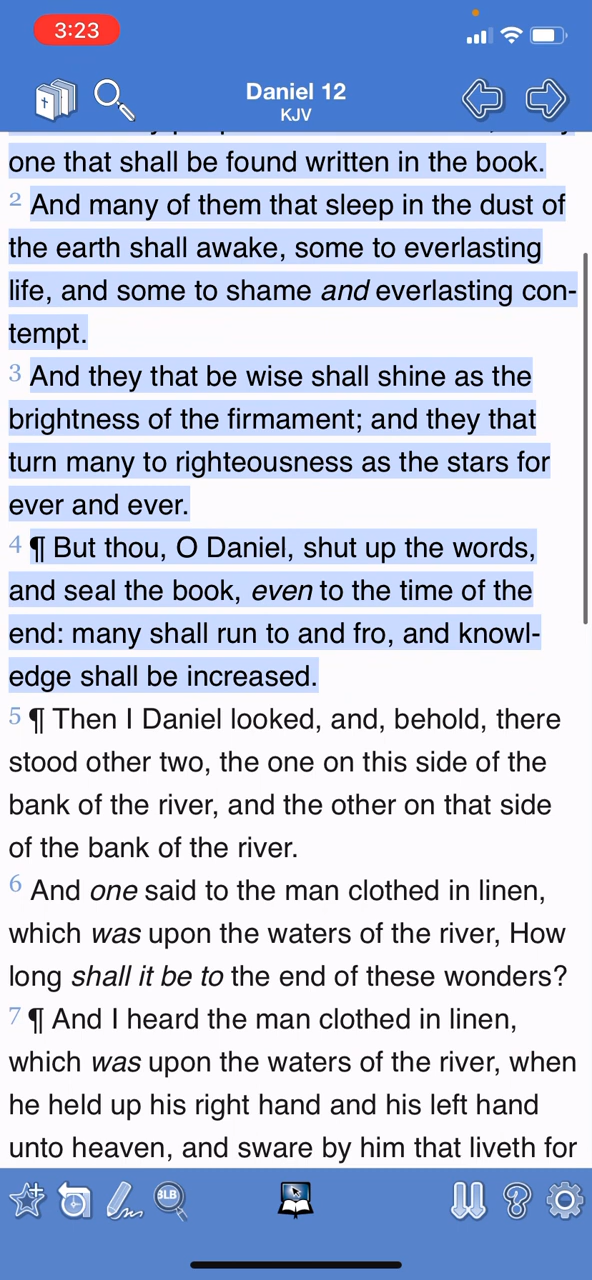 3:23
Daniel 12
KJV
one that shall be found written in the book.
2 And many of them that sleep in the dust of
the earth shall awake, some to everlasting
life, and some to shame and everlasting con-
tempt.
3 And they that be wise shall shine as the
brightness of the firmament; and they that
turn many to righteousness as the stars for
ever and ever.
4 ¶ But thou, O Daniel, shut up the words,
and seal the book, even to the time of the
end: many shall run to and fro, and knowl-
edge shall be increased.
5 ¶ Then I Daniel looked, and, behold, there
stood other two, the one on this side of the
bank of the river, and the other on that side
of the bank of the river.
6 And one said to the man clothed in linen,
which was upon the waters of the river, How
long shall it be to the end of these wonders?
7 ¶ And I heard the man clothed in linen,
which was upon the waters of the river, when
he held up his right hand and his left hand
unto heaven, and sware by him that liveth for
BLB